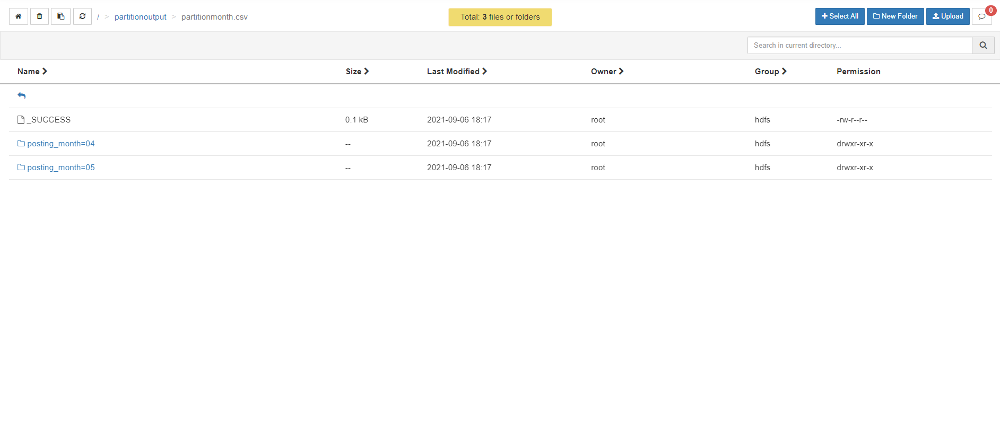 / > partitionoutput > partitionmonth.csv Total: 3 files or folders Select All New Folder Upload 0
Search in current directory...
Name Size Last Modified Owner Group Permission
_SUCCESS 0.1 kB 2021-09-06 18:17 root hdfs -rw-r--r--
posting_month=04 -- 2021-09-06 18:17 root hdfs drwxr-xr-x
posting_month=05 -- 2021-09-06 18:17 root hdfs drwxr-xr-x